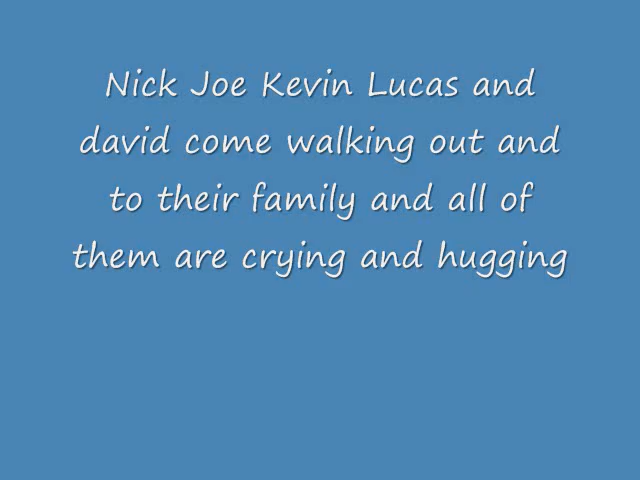 Nick Joe Kevin Lucas and
david come walking out and
to their family and all of
them are crying and hugging